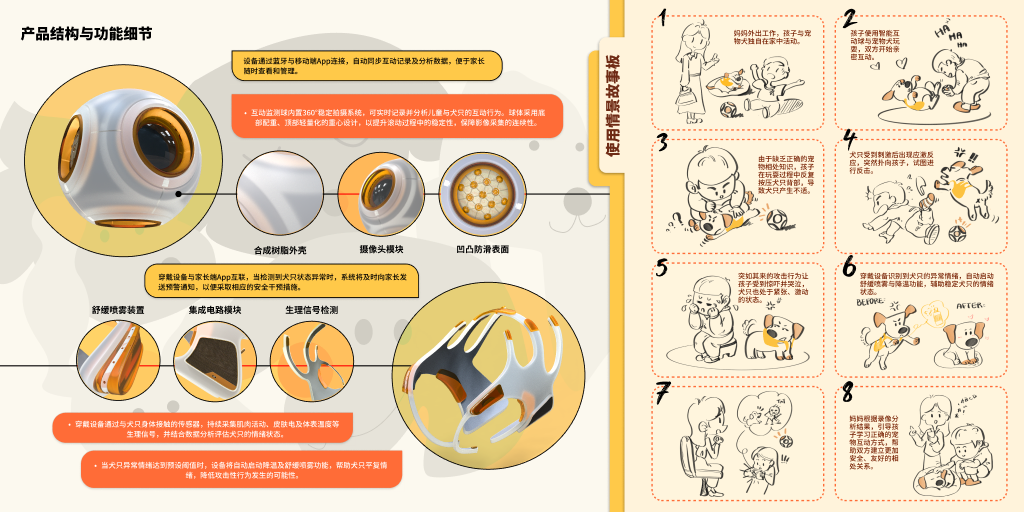 产品结构与功能细节
设备通过蓝牙与移动端App连接，自动同步互动记录及分析数据，便于家长
随时查看和管理。
• 互动监测球内置360°稳定拍摄系统，可实时记录并分析儿童与犬只的互动行为。球体采用底
部配重、顶部轻量化的重心设计，以提升滚动过程中的稳定性，保障影像采集的连续性。
合成树脂外壳
摄像头模块
凹凸防滑表面
穿戴设备与家长端App互联，当检测到犬只状态异常时，系统将及时向家长发
送预警通知，以便采取相应的安全干预措施。
舒缓喷雾装置
集成电路模块
生理信号检测
• 穿戴设备通过与犬只身体接触的传感器，持续采集肌肉活动、皮肤电及体表温度等
生理信号，并结合数据分析评估犬只的情绪状态。
• 当犬只异常情绪达到预设阈值时，设备将自动启动降温及舒缓喷雾功能，帮助犬只平复情
绪，降低攻击性行为发生的可能性。
使用情景故事板
1
妈妈外出工作，孩子与宠
物犬独自在家中活动。
2
孩子使用智能互
动球与宠物犬玩
耍，双方开始亲
密互动。
HA
HA
HA
3
由于缺乏正确的宠
物相处知识，孩子
在玩耍过程中反复
按压犬只背部，导
致犬只产生不适。
4
犬只受到刺激后出现应激反
应，突然扑向孩子，试图进
行反击。
!!
5
突如其来的攻击行为让
孩子受到惊吓并哭泣，
犬只也处于紧张、激动
的状态。
6
穿戴设备识别到犬只的异常情绪，自动启动
舒缓喷雾与降温功能，辅助稳定犬只的情绪
状态。
BEFORE:
AFTER:
7
8
妈妈根据录像分
析结果，引导孩
子学习正确的宠
物互动方式，帮
助双方建立更加
安全、友好的相
处关系。